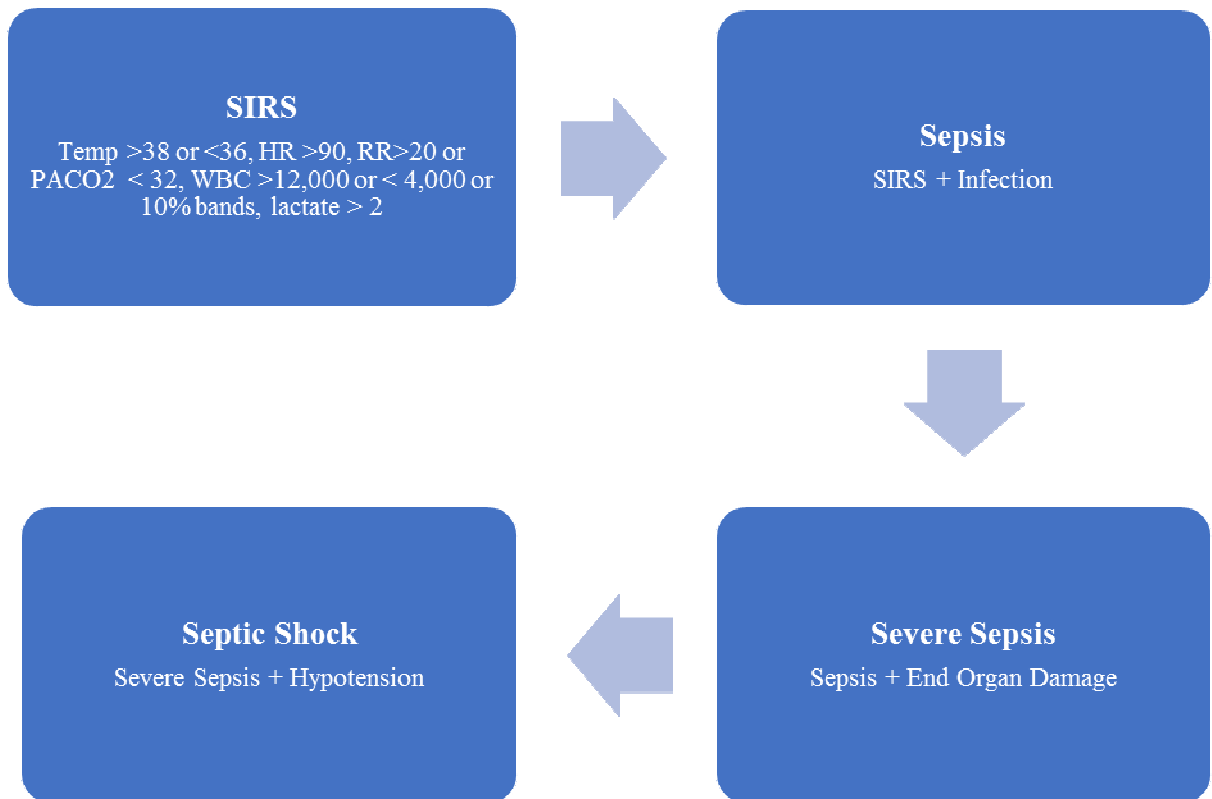 SIRS
Temp >38 or <36, HR >90, RR>20 or
PACO2 < 32, WBC >12,000 or < 4,000 or
10% bands, lactate > 2
Sepsis
SIRS + Infection
Severe Sepsis
Sepsis + End Organ Damage
Septic Shock
Severe Sepsis + Hypotension